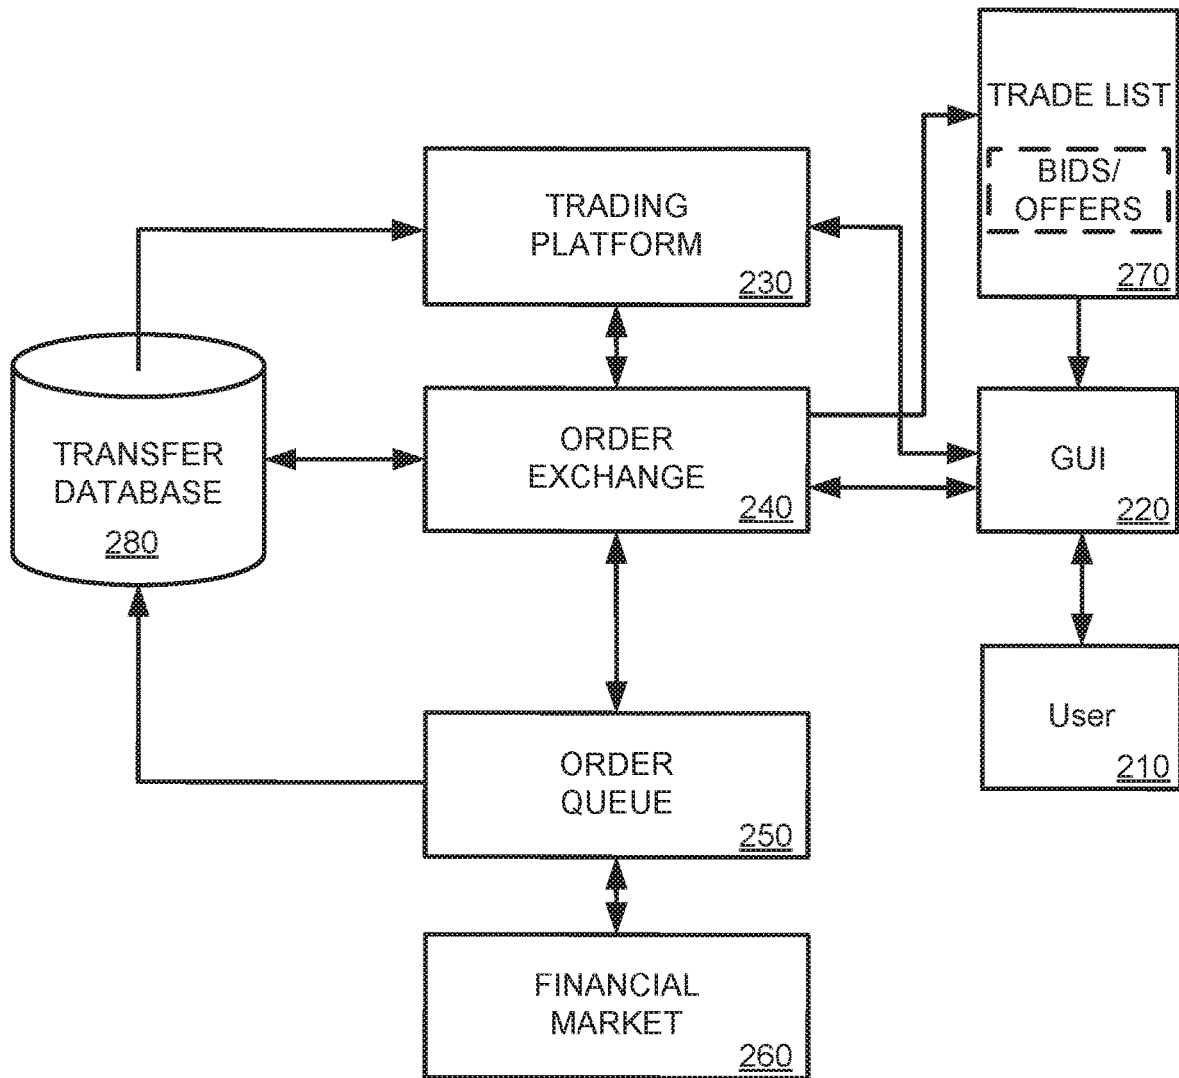 TRADE LIST
BIDS/
OFFERS
270
TRADING
PLATFORM
230
TRANSFER
DATABASE
280
ORDER
EXCHANGE
240
GUI
220
User
210
ORDER
QUEUE
250
FINANCIAL
MARKET
260